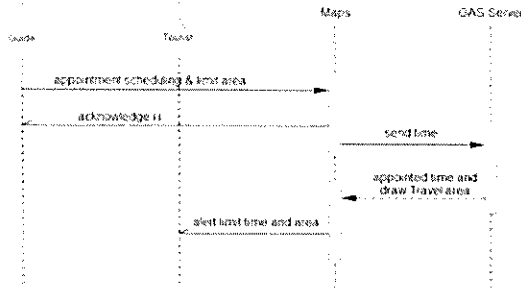 Maps
GAS Server
Guide
Tourist
appointment scheduling & limit area
acknowledge
send time
appointed time and
draw Travel area
alert limit time and area